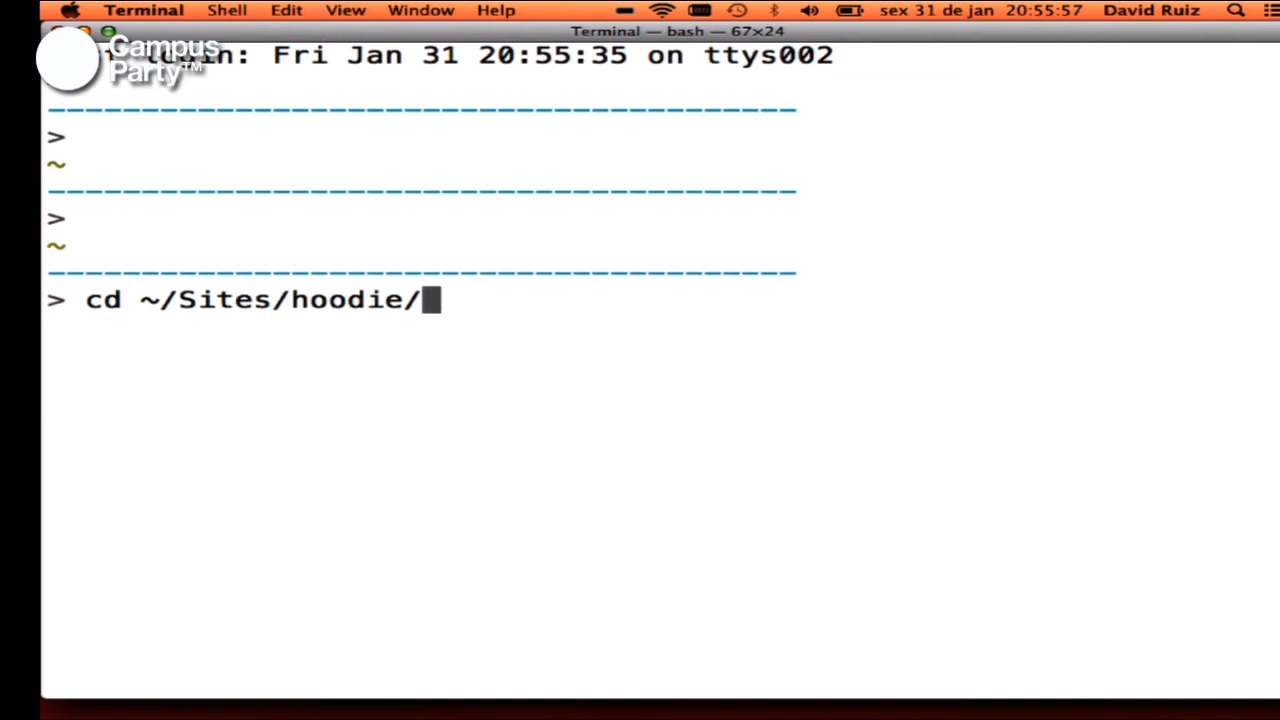 Terminal Shell Edit View Window Help sex 31 de jan 20:55:57 David Ruiz
Terminal — bash — 67×24
Campus
Party™
: Fri Jan 31 20:55:35 on ttys002
>
~
>
~
> cd ~/Sites/hoodie/